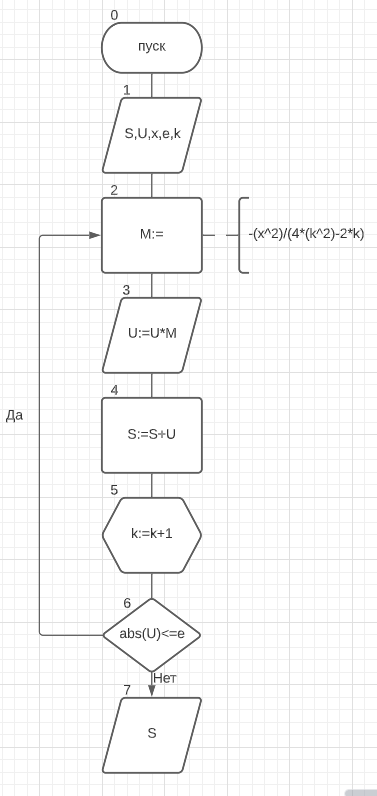 0
пуск
1
S,U,x,e,k
2
M:=
-(x^2)/(4*(k^2)-2*k)
3
U:=U*M
4
Да
S:=S+U
5
k:=k+1
6
abs(U)<=e
Нет
7
S